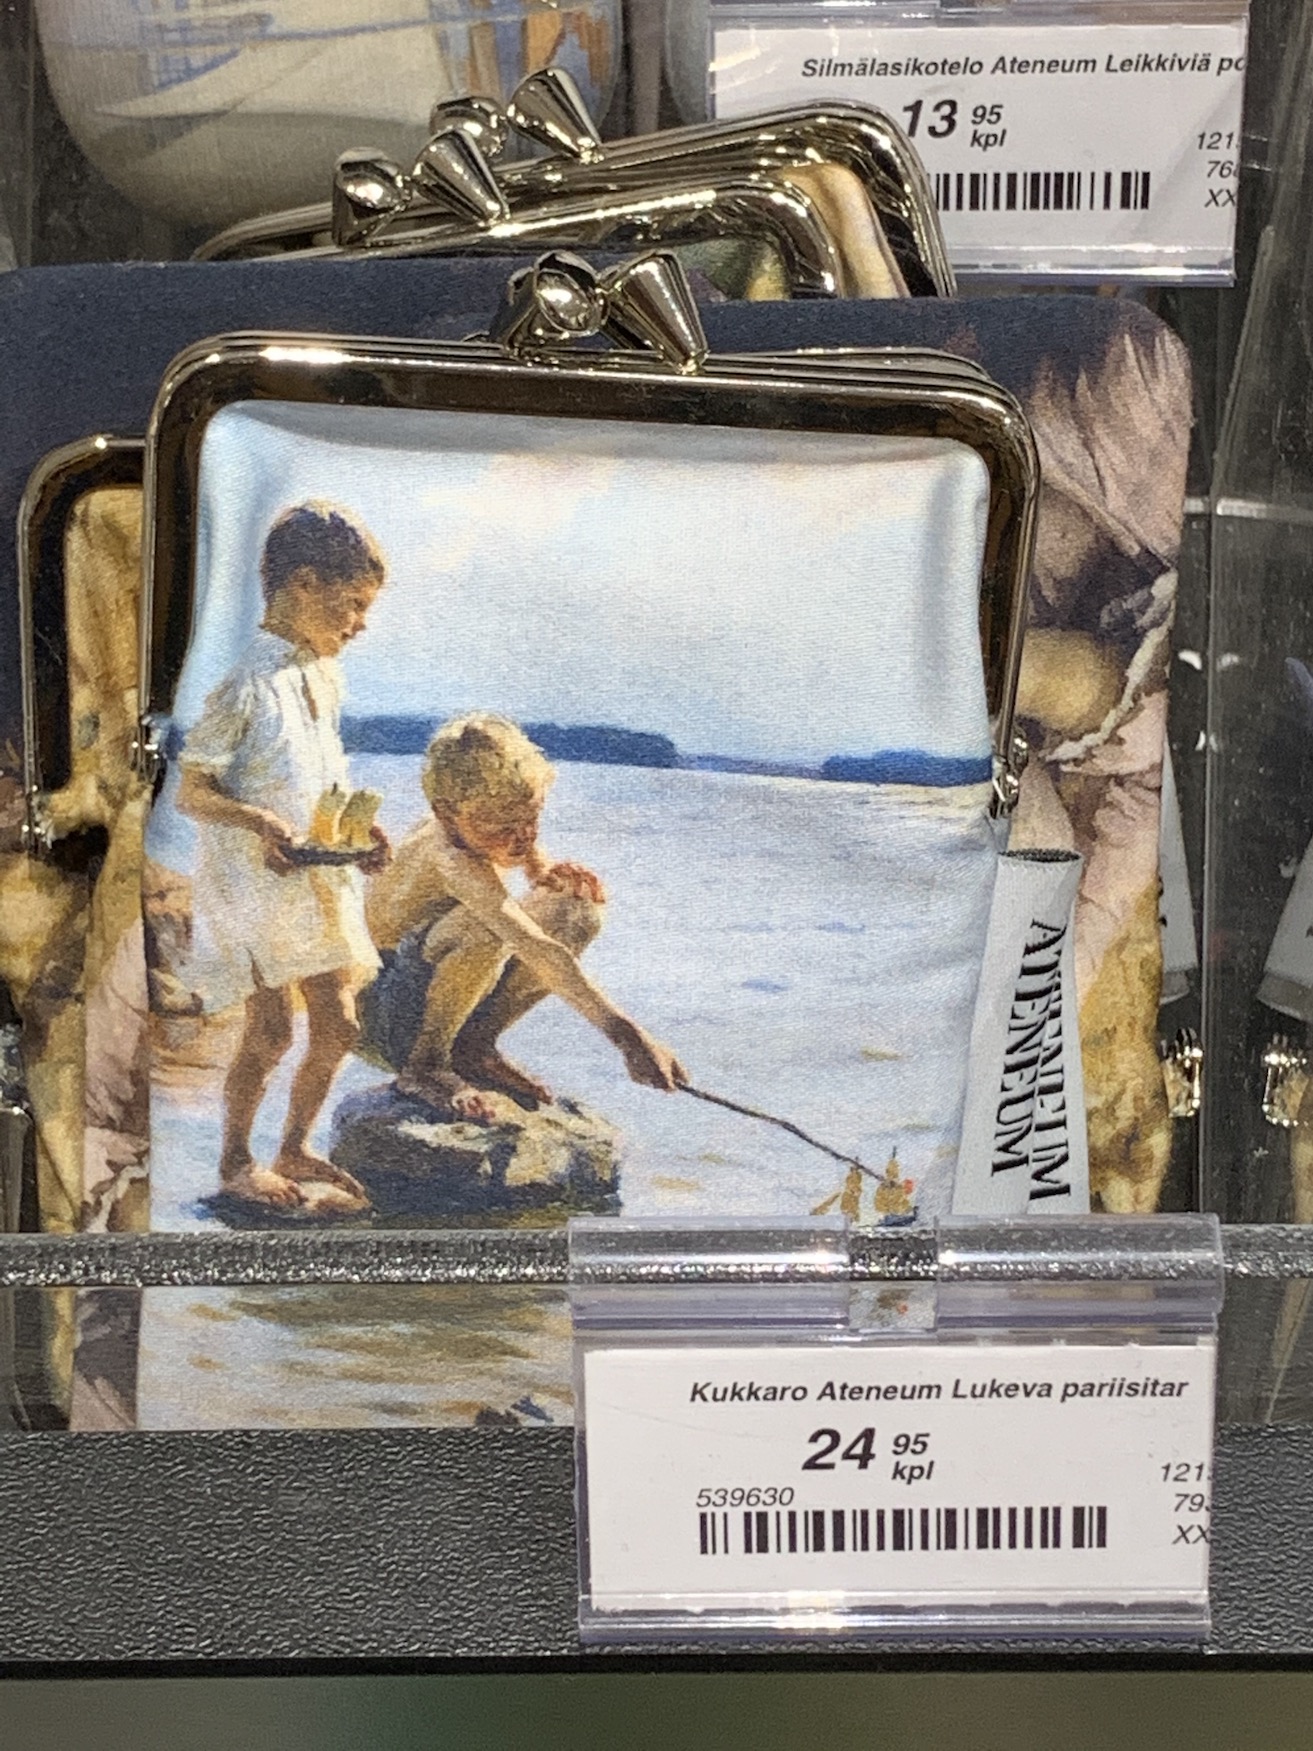 Silmälasikotelo Ateneum Leikkiviä po
13 95
kpl
121
76
XX
ATENEUM
ATENEUM
Kukkaro Ateneum Lukeva pariisitar
24 95
kpl
539630
121
79
XX